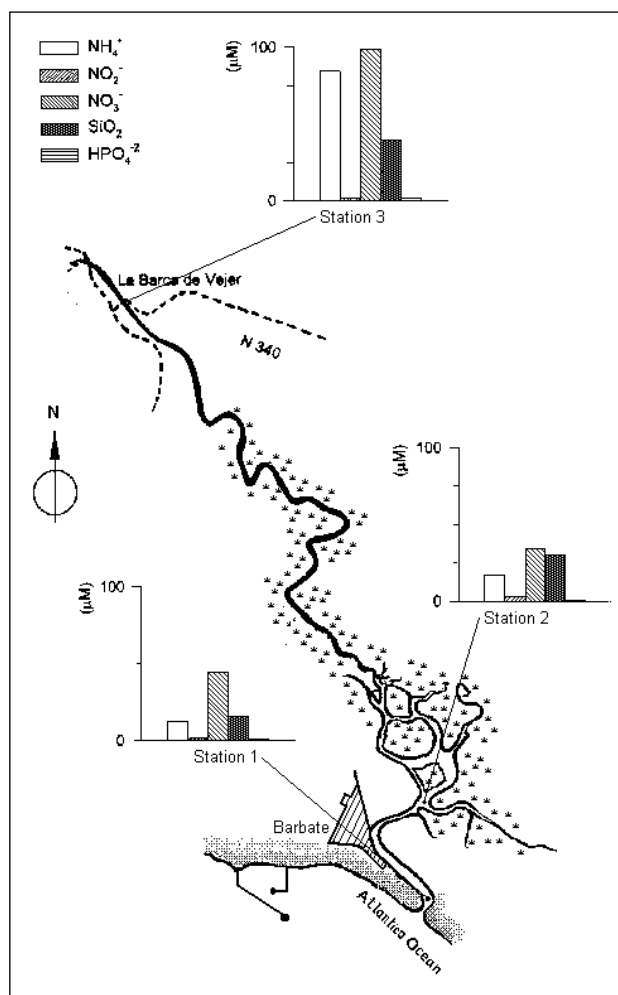 NH₄⁺
NO₂⁻
NO₃⁻
SiO₂
HPO₄⁻²
100
(µM)
0
Station 3
La Barca de Vejer
N 340
N
100
(µM)
0
Station 2
100
(µM)
0
Station 1
Barbate
Atlantica Ocean